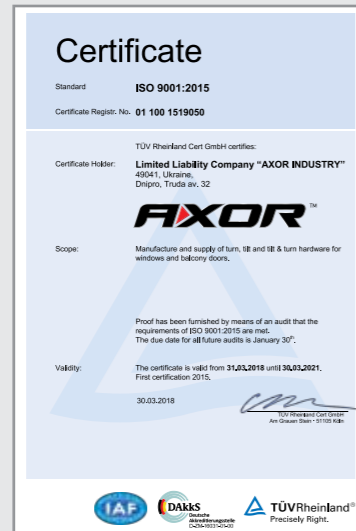 Certificate
Standard ISO 9001:2015
Certificate Registr. No. 01 100 1519050
TÜV Rheinland Cert GmbH certifies:
Certificate Holder: Limited Liability Company “AXOR INDUSTRY”
49041, Ukraine,
Dnipro, Truda av. 32
AXOR™
Scope: Manufacture and supply of turn, tilt and tilt & turn hardware for
windows and balcony doors.
Proof has been furnished by means of an audit that the
requirements of ISO 9001:2015 are met.
The due date for all future audits is January 30th.
Validity: The certificate is valid from 31.03.2018 until 30.03.2021.
First certification 2015.
30.03.2018
TÜV Rheinland Cert GmbH
Am Grauen Stein · 51105 Köln
IAF
DAkkS
Deutsche
Akkreditierungsstelle
D-ZM-16031-01-00
TÜVRheinland®
Precisely Right.